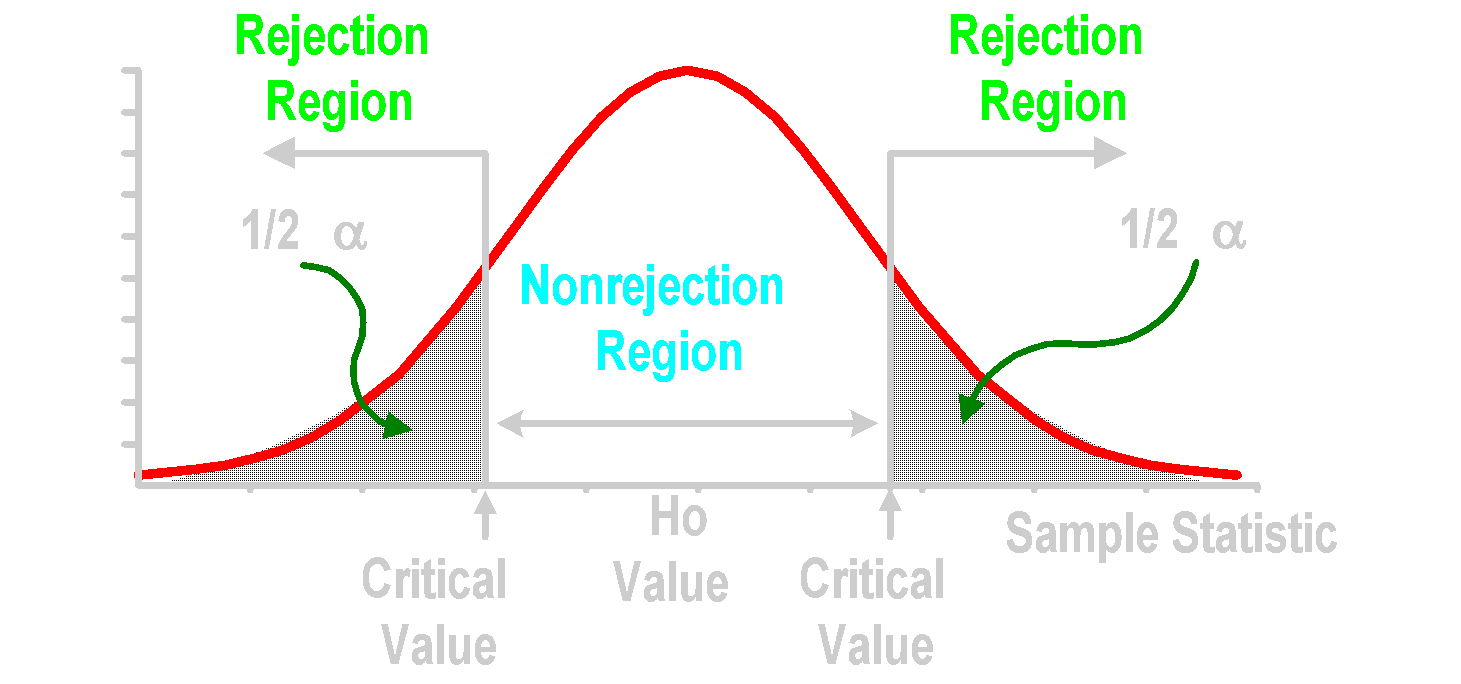 Rejection
Region
Rejection
Region
1/2 α
1/2 α
Nonrejection
Region
Ho
Value
Sample Statistic
Critical
Value
Critical
Value